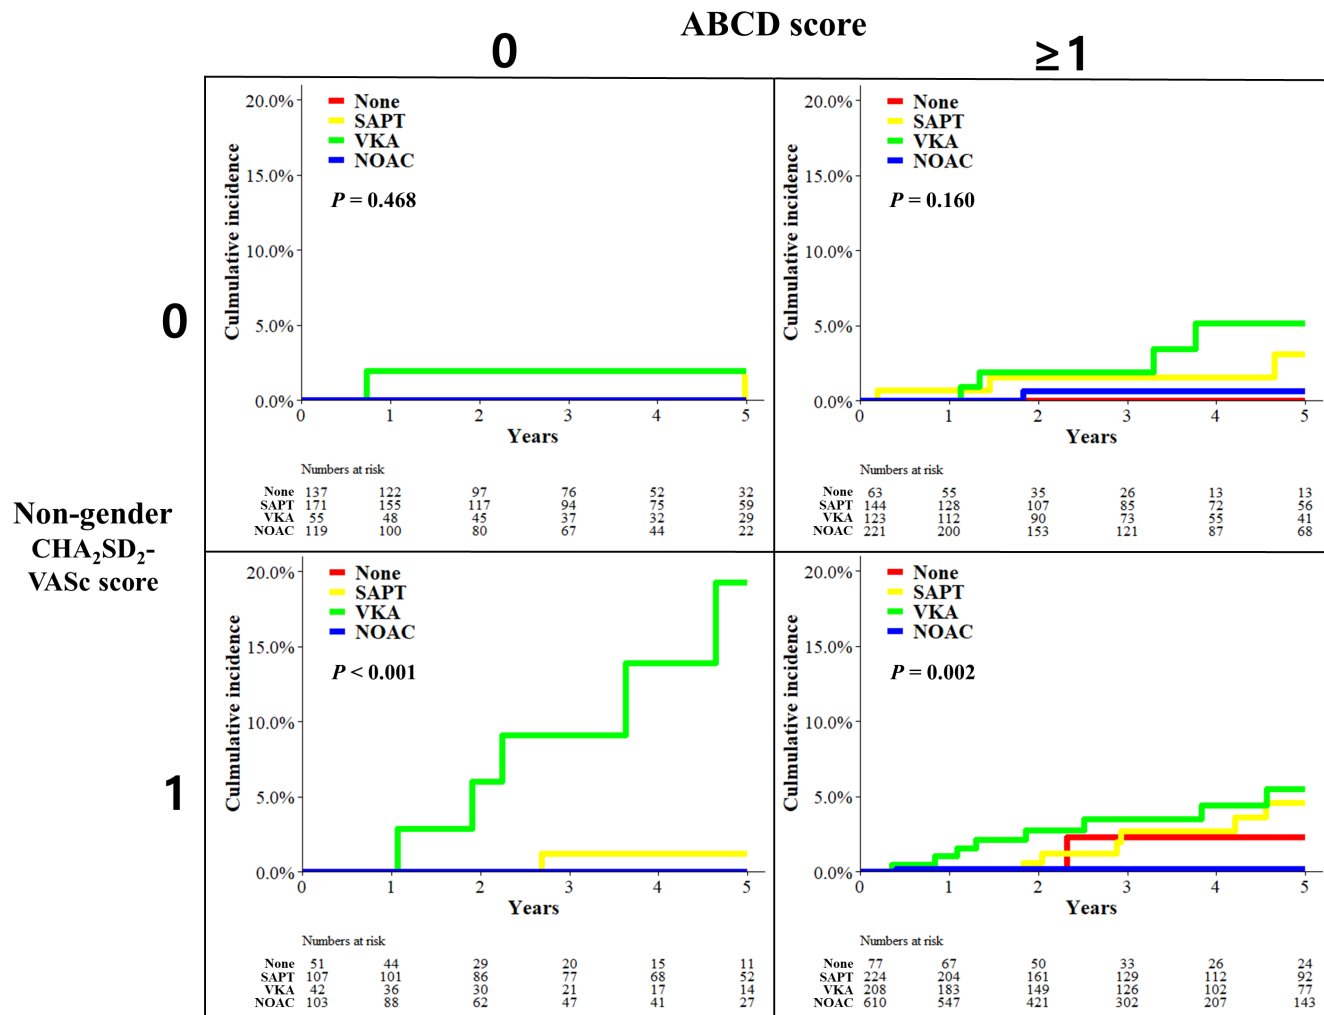 ABCD score
0
≥1
Non-gender
CHA₂SD₂-
VASc score
0
Culmulative incidence
20.0%
15.0%
10.0%
5.0%
0.0%
None
SAPT
VKA
NOAC
P = 0.468
0 1 2 3 4 5
Years
Numbers at risk
None 137 122 97 76 52 32
SAPT 171 155 117 94 75 59
VKA 55 48 45 37 32 29
NOAC 119 100 80 67 44 22
Culmulative incidence
20.0%
15.0%
10.0%
5.0%
0.0%
None
SAPT
VKA
NOAC
P = 0.160
0 1 2 3 4 5
Years
Numbers at risk
None 63 55 35 26 13 13
SAPT 144 128 107 85 72 56
VKA 123 112 90 73 55 41
NOAC 221 200 153 121 87 68
1
Culmulative incidence
20.0%
15.0%
10.0%
5.0%
0.0%
None
SAPT
VKA
NOAC
P < 0.001
0 1 2 3 4 5
Years
Numbers at risk
None 51 44 29 20 15 11
SAPT 107 101 86 77 68 52
VKA 42 36 30 21 17 14
NOAC 103 88 62 47 41 27
Culmulative incidence
20.0%
15.0%
10.0%
5.0%
0.0%
None
SAPT
VKA
NOAC
P = 0.002
0 1 2 3 4 5
Years
Numbers at risk
None 77 67 50 33 26 24
SAPT 224 204 161 129 112 92
VKA 208 183 149 126 102 77
NOAC 610 547 421 302 207 143